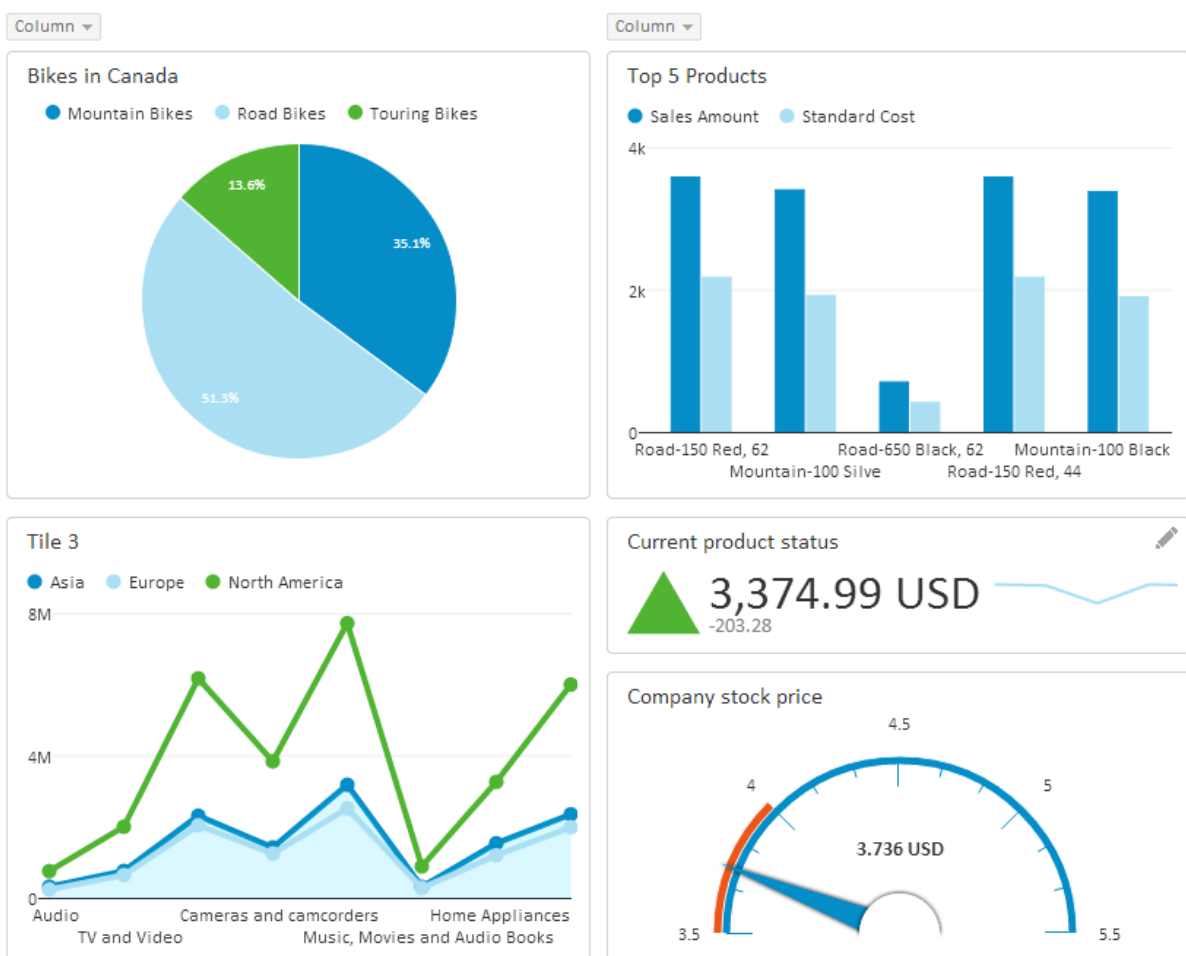 Column
Column
Bikes in Canada
Mountain Bikes Road Bikes Touring Bikes
13.6%
35.1%
51.3%
Top 5 Products
Sales Amount Standard Cost
4k
2k
0
Road-150 Red, 62 Road-650 Black, 62 Mountain-100 Black
Mountain-100 Silve Road-150 Red, 44
Tile 3
Asia Europe North America
8M
4M
0
Audio Cameras and camcorders Home Appliances
TV and Video Music, Movies and Audio Books
Current product status
3,374.99 USD
-203.28
Company stock price
4.5
4 5
3.736 USD
3.5 5.5